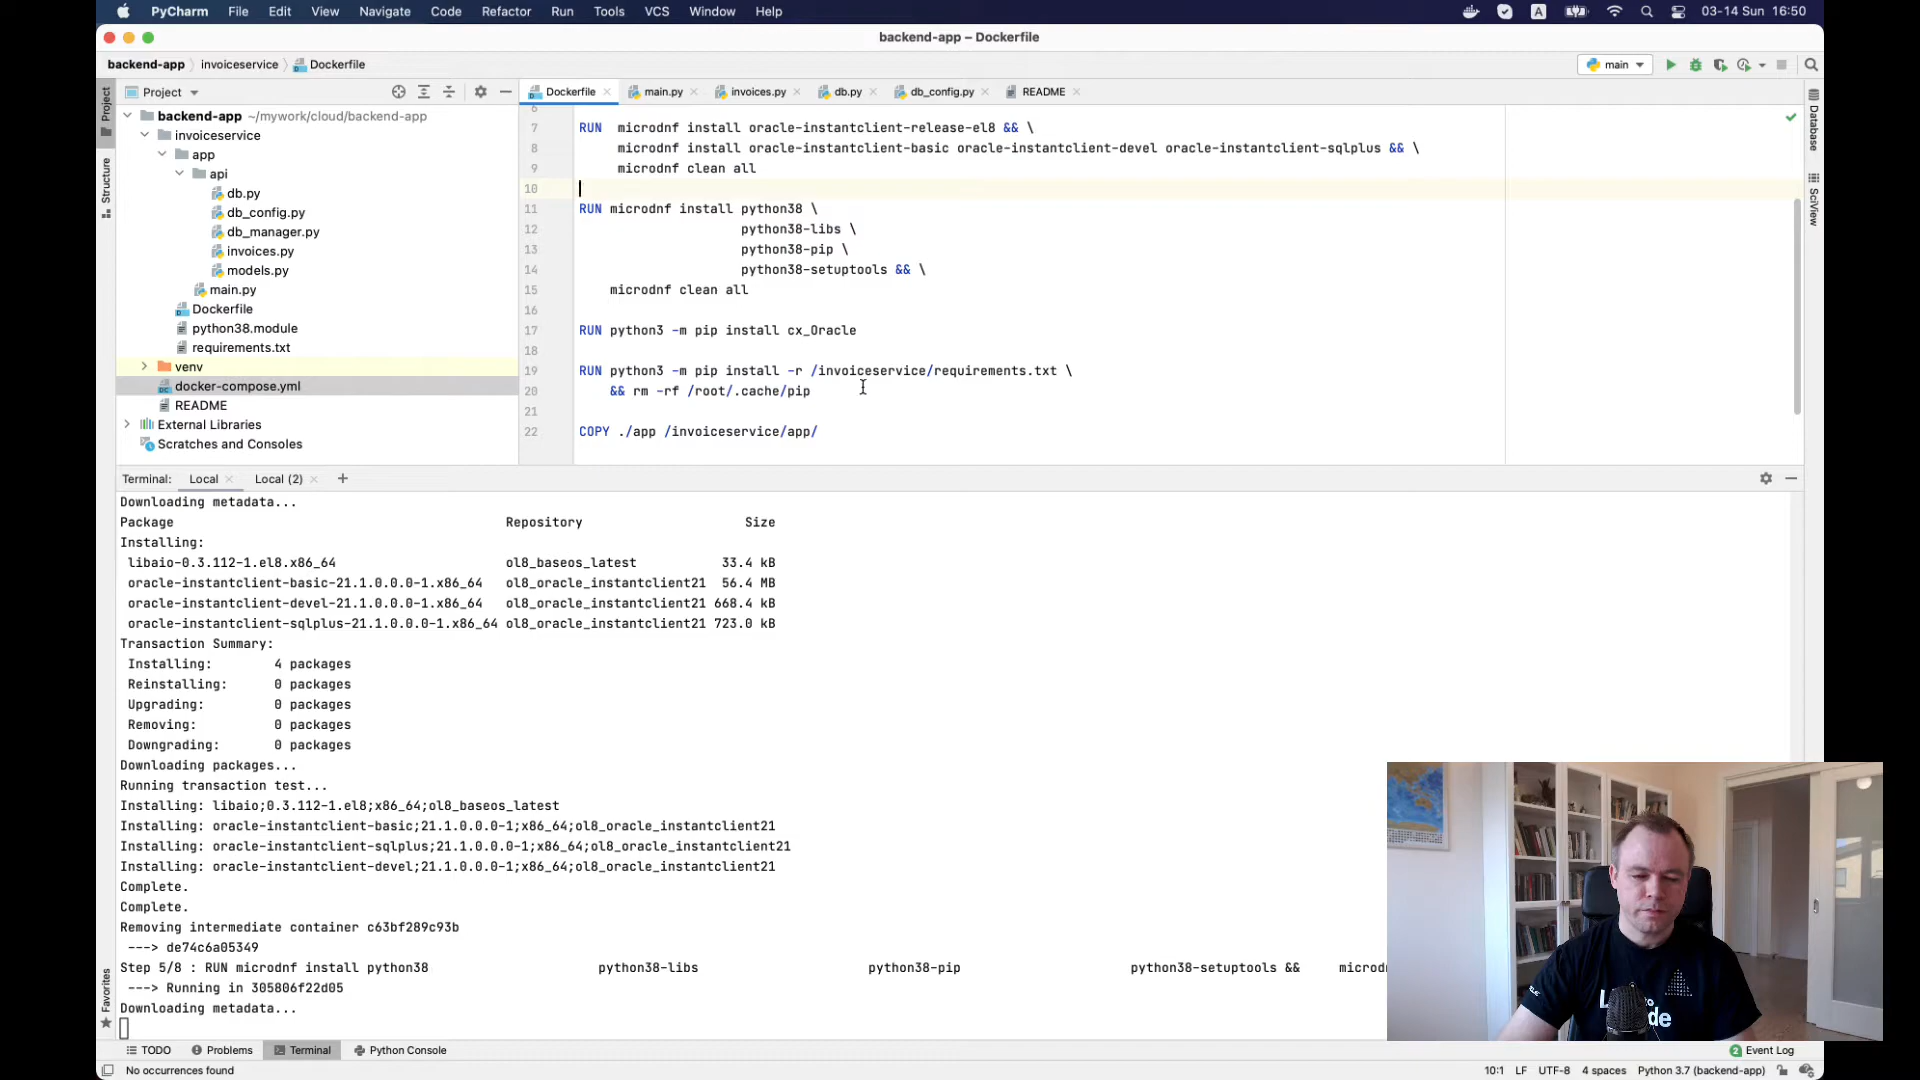 PyCharm File Edit View Navigate Code Refactor Run Tools VCS Window Help A 03-14 Sun 16:50
backend-app – Dockerfile
backend-app invoiceservice Dockerfile main
Project Dockerfile main.py invoices.py db.py db_config.py README
Project
Structure
Favorites
Database
SciView
backend-app ~/mywork/cloud/backend-app
invoiceservice
app
api
db.py
db_config.py
db_manager.py
invoices.py
models.py
main.py
Dockerfile
python38.module
requirements.txt
venv
docker-compose.yml
README
External Libraries
Scratches and Consoles
6
7 RUN  microdnf install oracle-instantclient-release-el8 && \
8 microdnf install oracle-instantclient-basic oracle-instantclient-devel oracle-instantclient-sqlplus && \
9 microdnf clean all
10
11 RUN microdnf install python38 \
12 python38-libs \
13 python38-pip \
14 python38-setuptools && \
15 microdnf clean all
16
17 RUN python3 -m pip install cx_Oracle
18
19 RUN python3 -m pip install -r /invoiceservice/requirements.txt \
20 && rm -rf /root/.cache/pip
21
22 COPY ./app /invoiceservice/app/
Terminal: Local Local (2) +
Downloading metadata...
Package Repository Size
Installing:
libaio-0.3.112-1.el8.x86_64 ol8_baseos_latest 33.4 kB
oracle-instantclient-basic-21.1.0.0.0-1.x86_64 ol8_oracle_instantclient21 56.4 MB
oracle-instantclient-devel-21.1.0.0.0-1.x86_64 ol8_oracle_instantclient21 668.4 kB
oracle-instantclient-sqlplus-21.1.0.0.0-1.x86_64 ol8_oracle_instantclient21 723.0 kB
Transaction Summary:
Installing: 4 packages
Reinstalling: 0 packages
Upgrading: 0 packages
Removing: 0 packages
Downgrading: 0 packages
Downloading packages...
Running transaction test...
Installing: libaio;0.3.112-1.el8;x86_64;ol8_baseos_latest
Installing: oracle-instantclient-basic;21.1.0.0.0-1;x86_64;ol8_oracle_instantclient21
Installing: oracle-instantclient-sqlplus;21.1.0.0.0-1;x86_64;ol8_oracle_instantclient21
Installing: oracle-instantclient-devel;21.1.0.0.0-1;x86_64;ol8_oracle_instantclient21
Complete.
Complete.
Removing intermediate container c63bf289c93b
---> de74c6a05349
Step 5/8 : RUN microdnf install python38 python38-libs python38-pip python38-setuptools && microdn
---> Running in 305806f22d05
Downloading metadata...
TODO Problems Terminal Python Console 2 Event Log
No occurrences found 10:1 LF UTF-8 4 spaces Python 3.7 (backend-app)